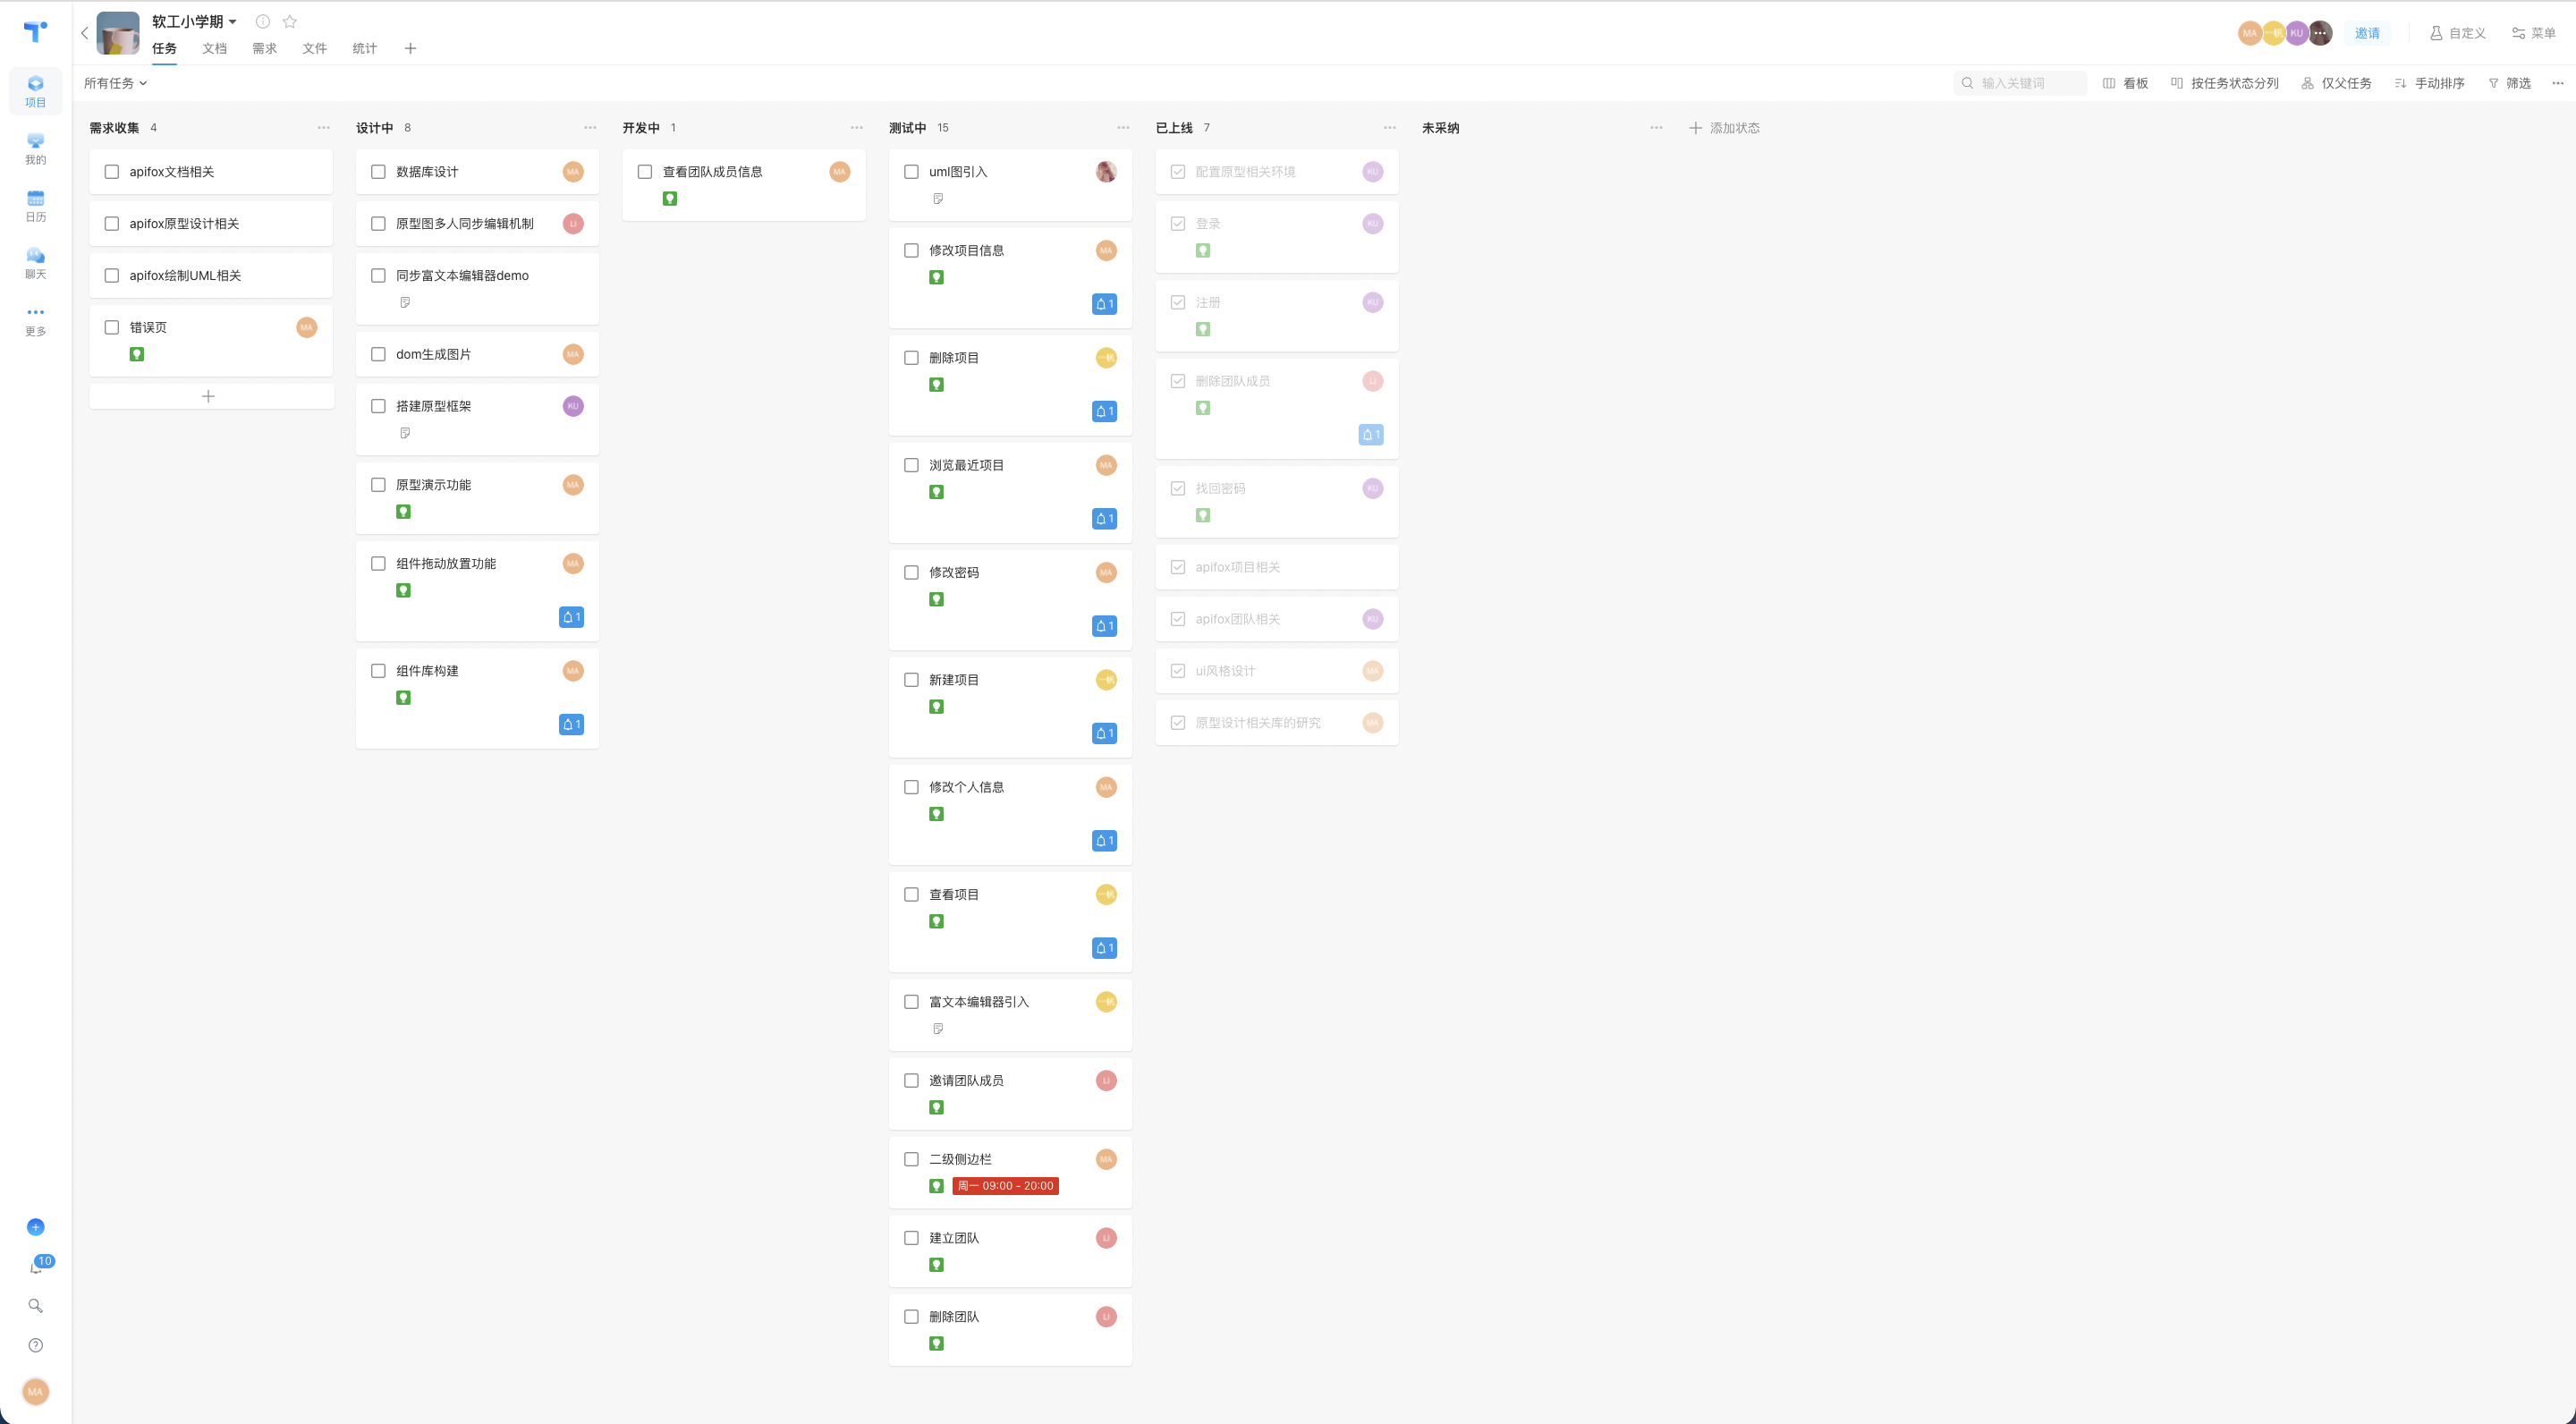 软工小学期
任务 文档 需求 文件 统计
MA 一帆 KU
邀请
自定义
菜单
项目
我的
日历
聊天
更多
10
MA
所有任务
输入关键词
看板
按任务状态分列
仅父任务
手动排序
筛选
需求收集 4
apifox文档相关
apifox原型设计相关
apifox绘制UML相关
错误页 MA
设计中 8
数据库设计 MA
原型图多人同步编辑机制 LI
同步富文本编辑器demo
dom生成图片 MA
搭建原型框架 KU
原型演示功能 MA
组件拖动放置功能 MA
1
组件库构建 MA
1
开发中 1
查看团队成员信息 MA
测试中 15
uml图引入
修改项目信息 MA
1
删除项目 一帆
1
浏览最近项目 MA
1
修改密码 MA
1
新建项目 一帆
1
修改个人信息 MA
1
查看项目 一帆
1
富文本编辑器引入 一帆
邀请团队成员 LI
二级侧边栏 MA
周一 09:00 - 20:00
建立团队 LI
删除团队 LI
已上线 7
配置原型相关环境 KU
登录 KU
注册 KU
删除团队成员 LI
1
找回密码 KU
apifox项目相关
apifox团队相关 KU
ui风格设计 MA
原型设计相关库的研究 MA
未采纳
添加状态